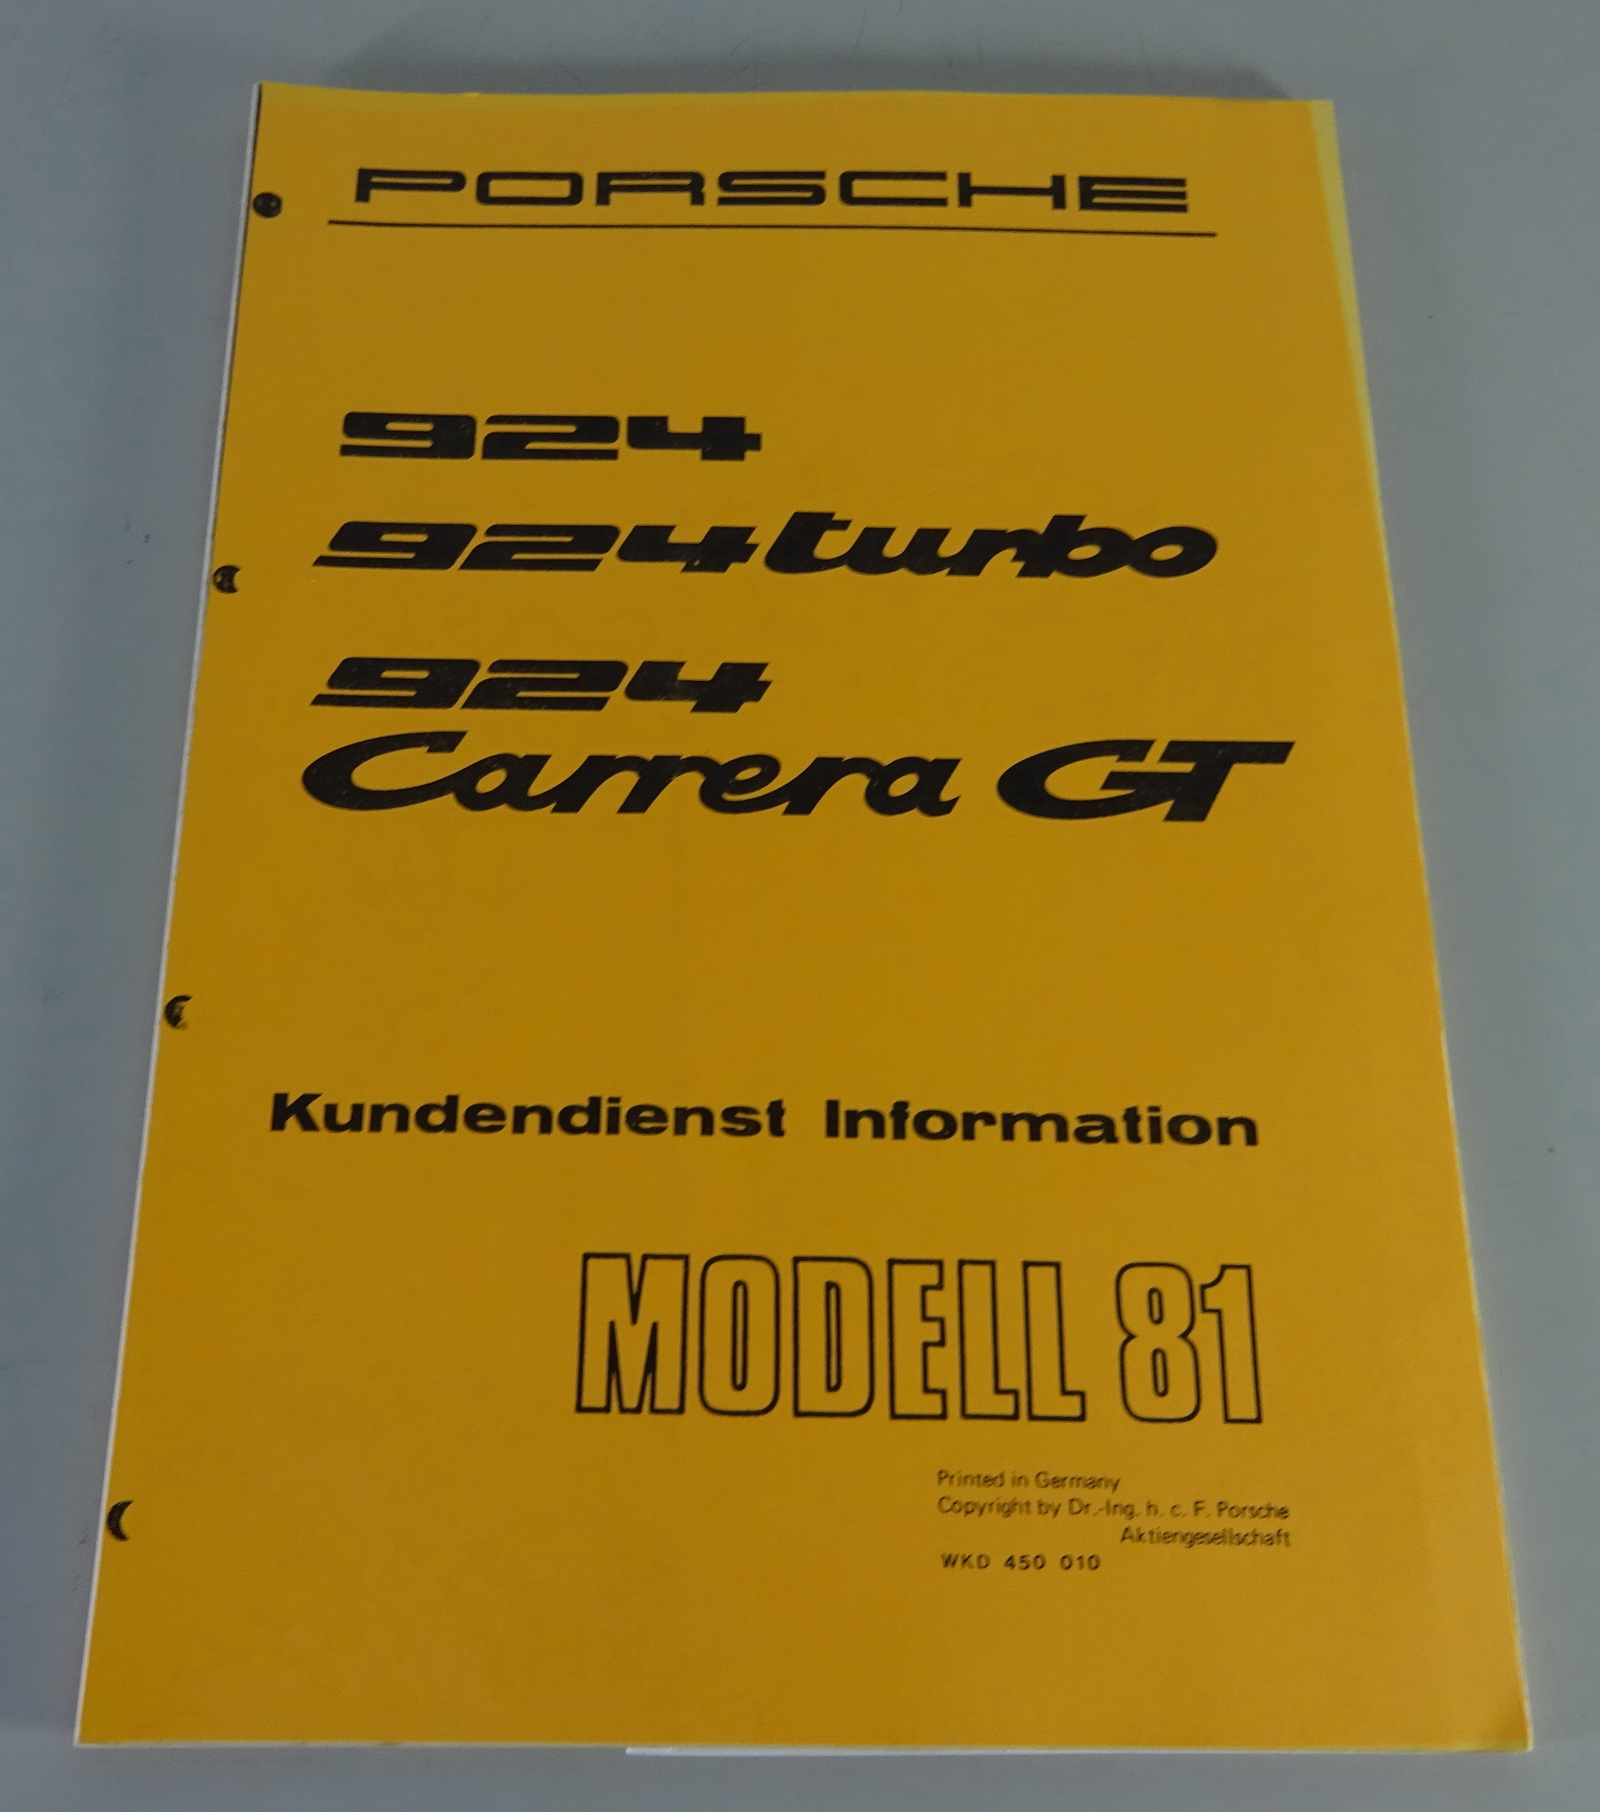 PORSCHE
924
924 turbo
924
Carrera GT
Kundendienst Information
MODELL 81
Printed in Germany
Copyright by Dr.-Ing. h. c. F. Porsche
Aktiengesellschaft
WKD 450 010